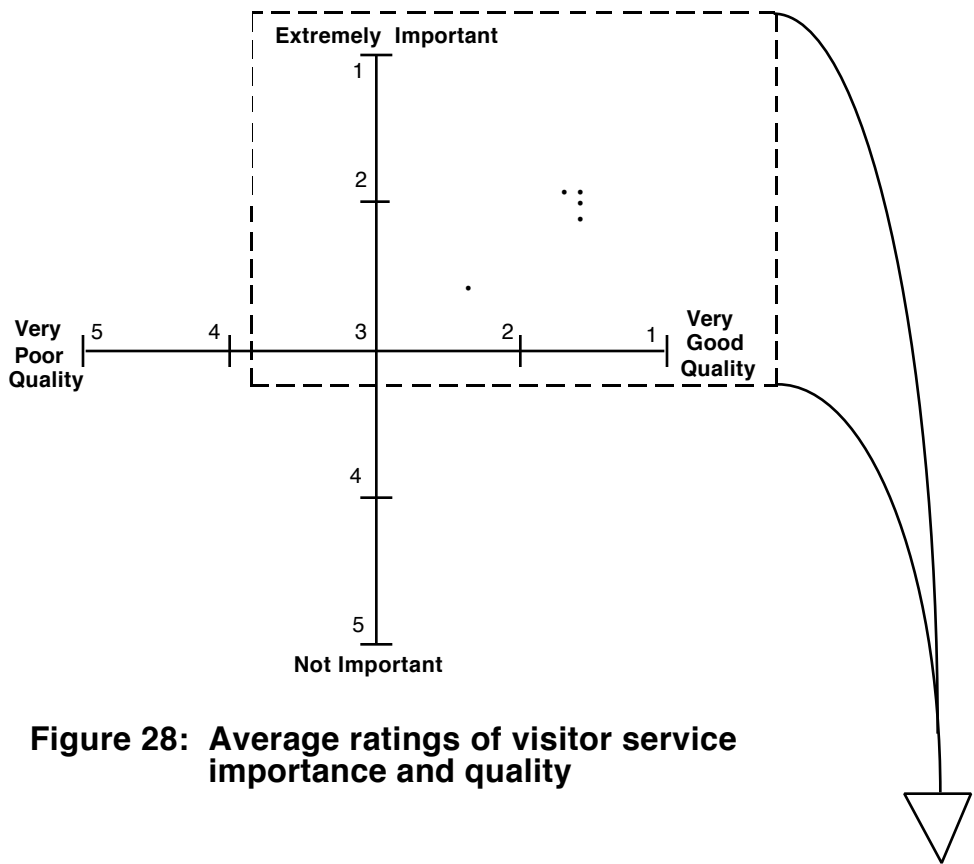 Extremely Important
1
2
Very
Poor
Quality
5
4
3
2
1
Very
Good
Quality
4
5
Not Important
Figure 28: Average ratings of visitor service
importance and quality